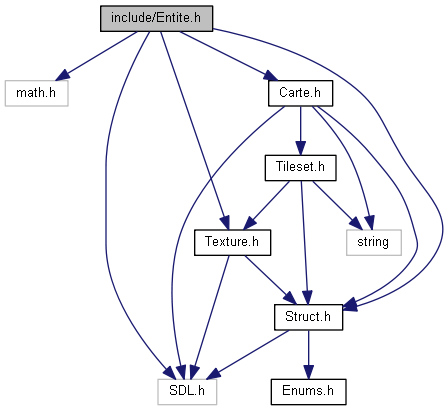 include/Entite.h
math.h
Carte.h
Tileset.h
Texture.h
string
Struct.h
SDL.h
Enums.h